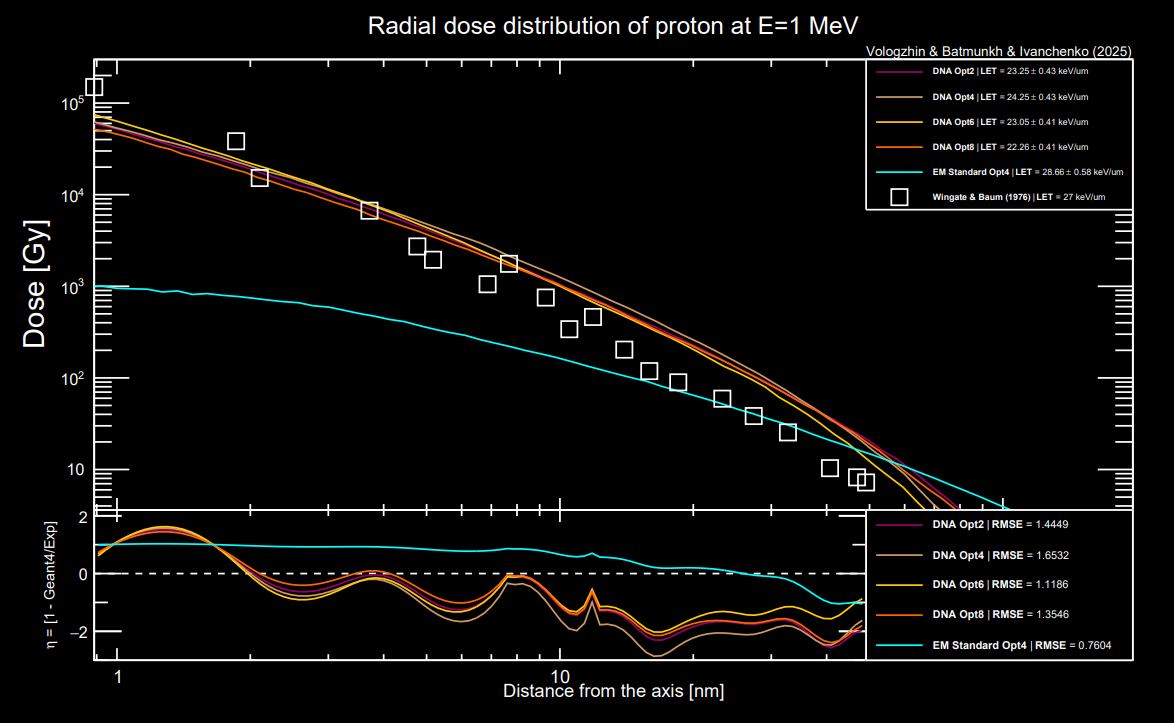 Radial dose distribution of proton at E=1 MeV
Vologzhin & Batmunkh & Ivanchenko (2025)
DNA Opt2 | LET = 23.25 ± 0.43 keV/um
DNA Opt4 | LET = 24.25 ± 0.43 keV/um
DNA Opt6 | LET = 23.05 ± 0.41 keV/um
DNA Opt8 | LET = 22.26 ± 0.41 keV/um
EM Standard Opt4 | LET = 28.66 ± 0.58 keV/um
Wingate & Baum (1976) | LET = 27 keV/um
Dose [Gy]
10⁵
10⁴
10³
10²
10
η = [1 - Geant4/Exp]
2
0
−2
DNA Opt2 | RMSE = 1.4449
DNA Opt4 | RMSE = 1.6532
DNA Opt6 | RMSE = 1.1186
DNA Opt8 | RMSE = 1.3546
EM Standard Opt4 | RMSE = 0.7604
1
10
Distance from the axis [nm]